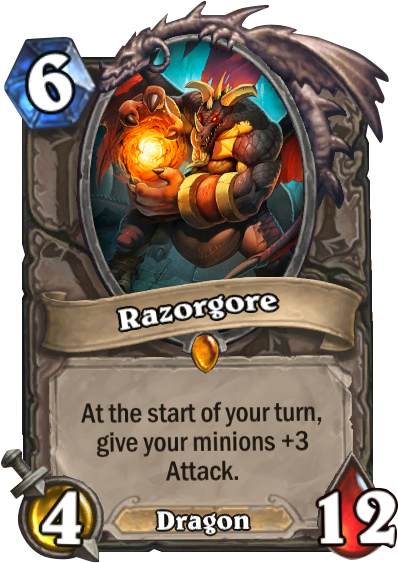 6
Razorgore
At the start of your turn,
give your minions +3
Attack.
4
Dragon
12